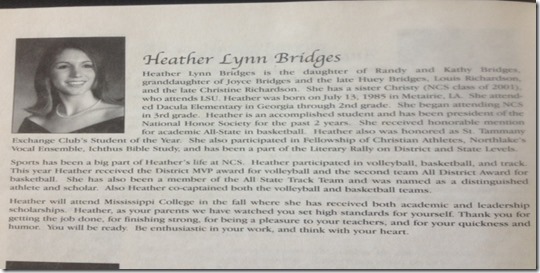 Heather Lynn Bridges
Heather Lynn Bridges is the daughter of Randy and Kathy Bridges,
granddaughter of Joyce Bridges and the late Huey Bridges, Louis Richardson,
and the late Christine Richardson. She has a sister Christy (NCS class of 2001),
who attends LSU. Heather was born on July 13, 1985 in Metairie, LA. She attend-
ed Dacula Elementary in Georgia through 2nd grade. She began attending NCS
in 3rd grade. Heather is an accomplished student and has been president of the
National Honor Society for the past 2 years. She received honorable mention
for academic All-State in basketball. Heather also was honored as St. Tammany
Exchange Club's Student of the Year. She also participated in Fellowship of Christian Athletes, Northlake's
Vocal Ensemble, Ichthus Bible Study, and has been a part of the Literary Rally on District and State Levels.
Sports has been a big part of Heather's life at NCS. Heather participated in volleyball, basketball, and track.
This year Heather received the District MVP award for volleyball and the second team All District Award for
basketball. She has also been a member of the All State Track Team and was named as a distinguished
athlete and scholar. Also Heather co-captained both the volleyball and basketball teams.
Heather will attend Mississippi College in the fall where she has received both academic and leadership
scholarships. Heather, as your parents we have watched you set high standards for yourself. Thank you for
getting the job done, for finishing strong, for being a pleasure to your teachers, and for your quickness and
humor. You will be ready. Be enthusiastic in your work, and think with your heart.